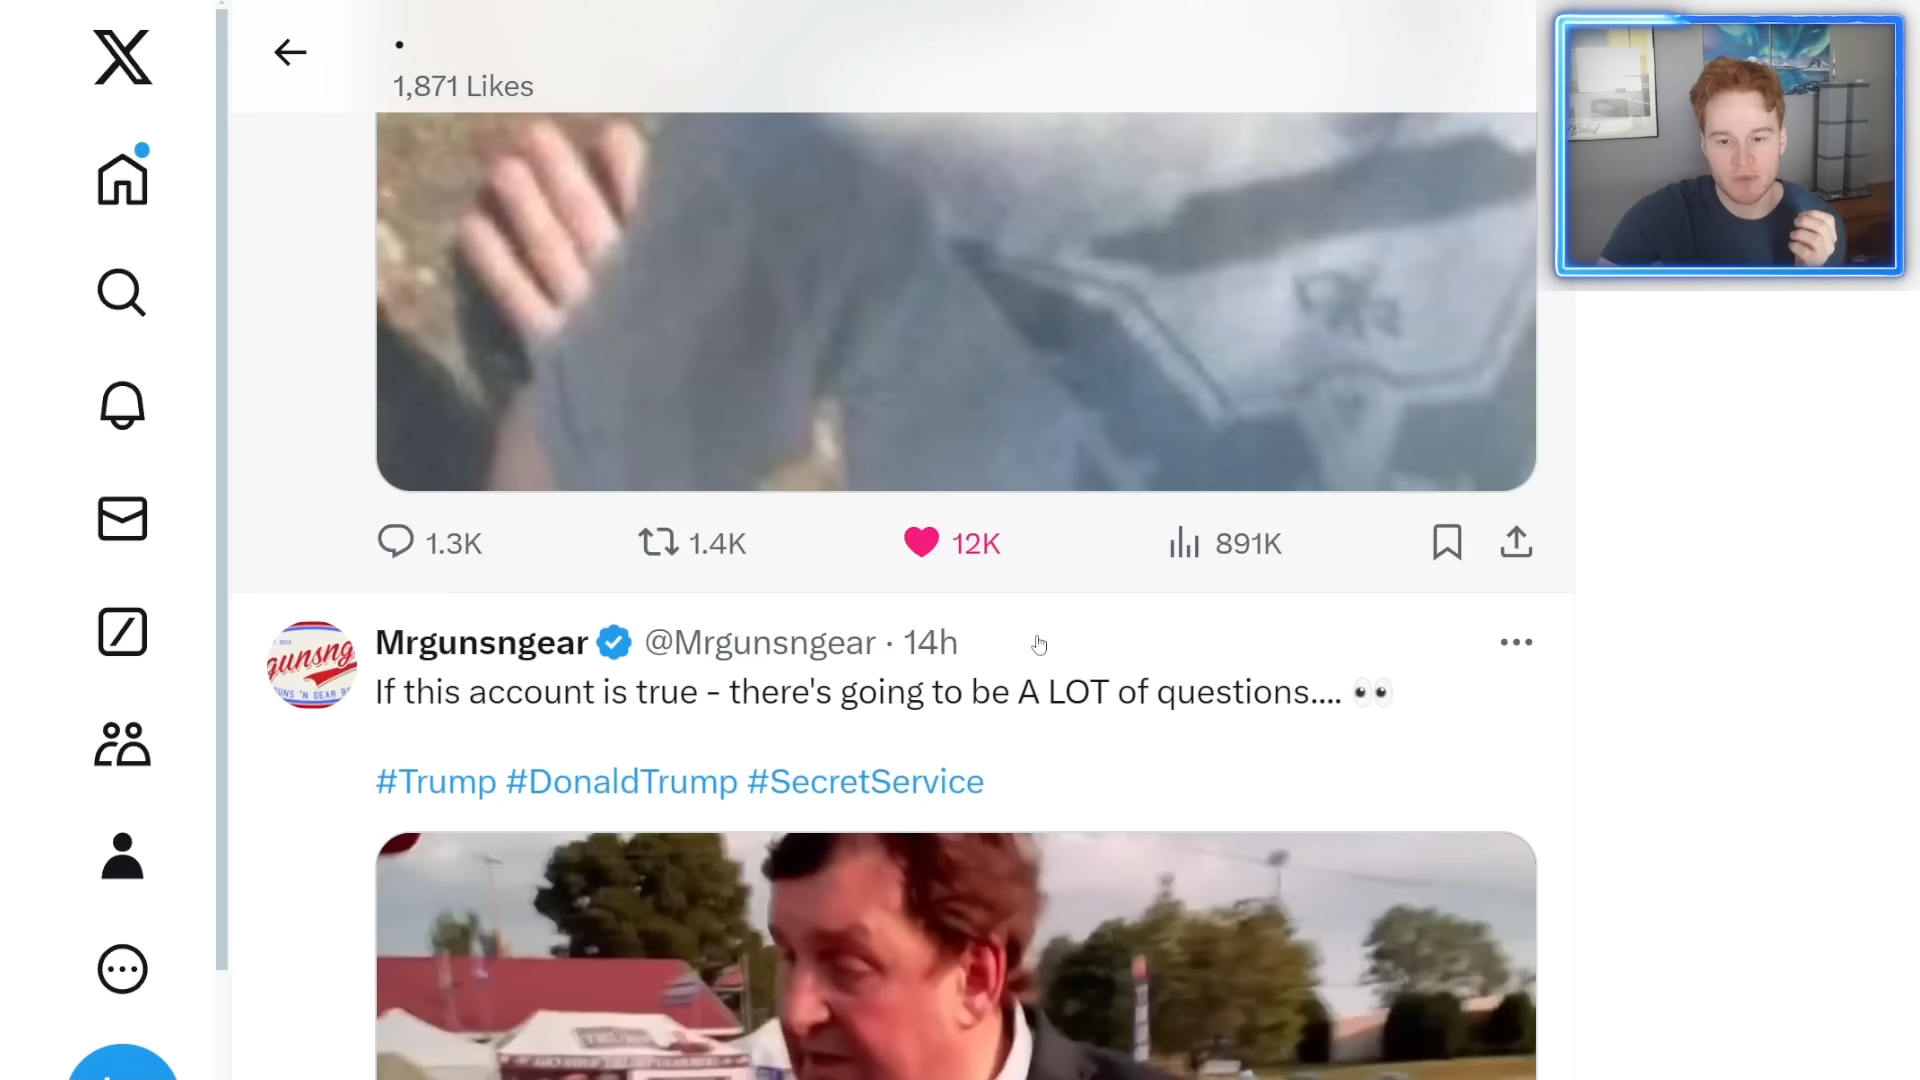 1,871 Likes
1.3K
1.4K
12K
891K
Mrgunsngear @Mrgunsngear · 14h
If this account is true - there's going to be A LOT of questions.... 👀
#Trump #DonaldTrump #SecretService
gunsng